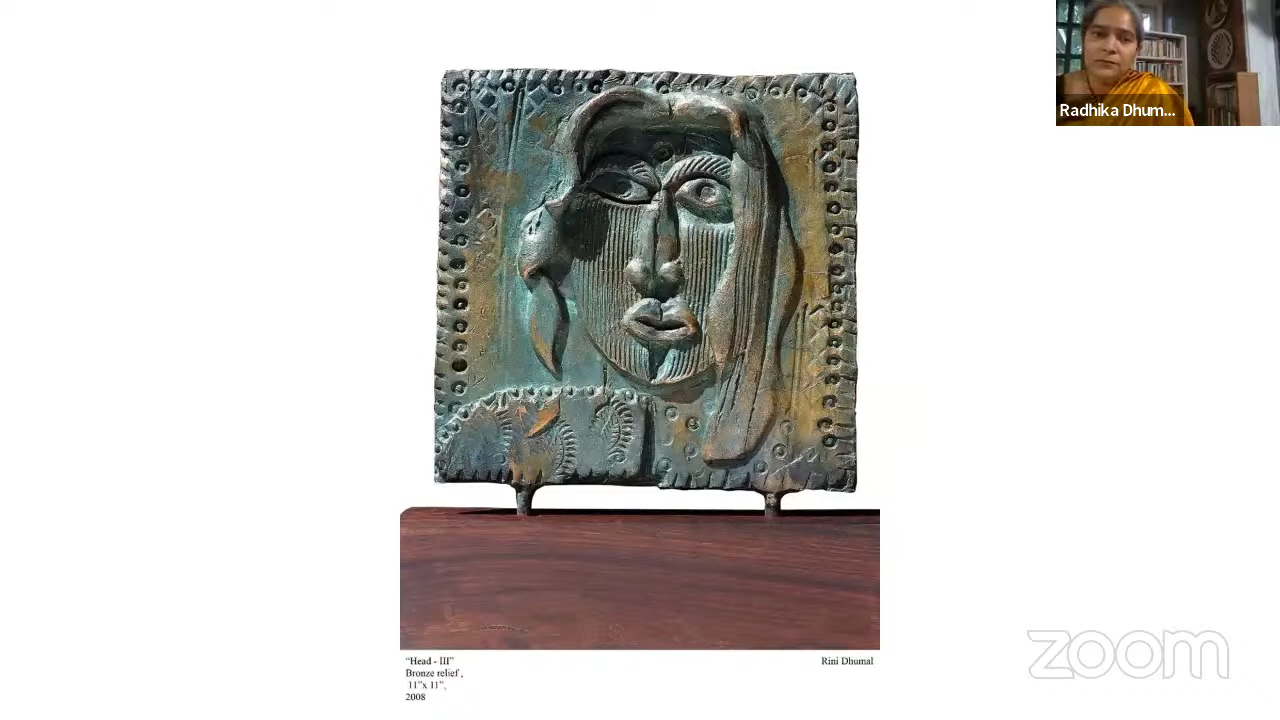 Radhika Dhum...
"Head - III"
Bronze relief ,
11"x 11",
2008
Rini Dhumal
zoom